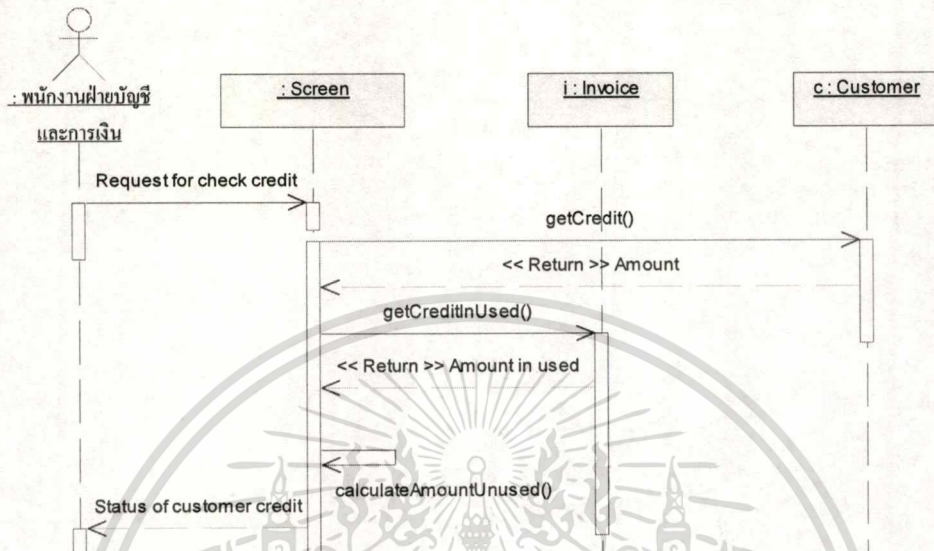 : พนักงานฝ่ายบัญชี
และการเงิน
: Screen
i : Invoice
c : Customer
Request for check credit
getCredit()
<< Return >> Amount
getCreditInUsed()
<< Return >> Amount in used
calculateAmountUnused()
Status of customer credit